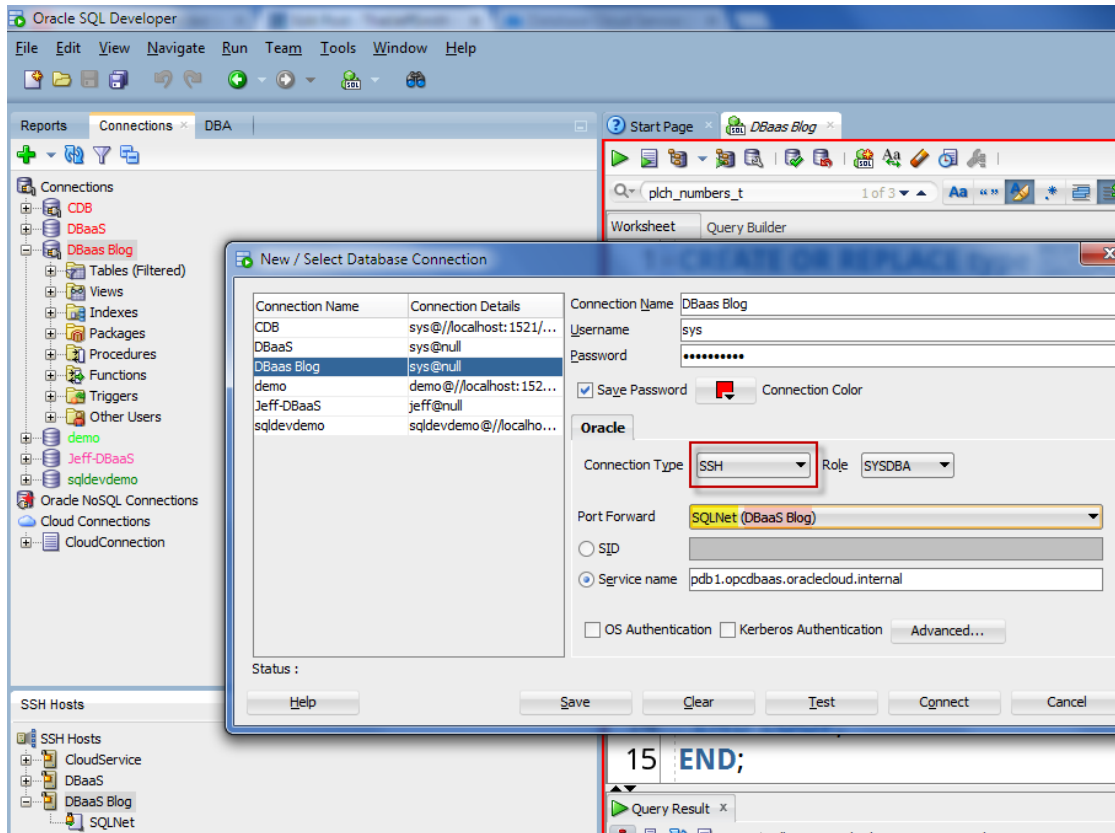 Oracle SQL Developer
File Edit View Navigate Run Team Tools Window Help
Reports Connections DBA
Connections
CDB
DBaaS
DBaas Blog
Tables (Filtered)
Views
Indexes
Packages
Procedures
Functions
Triggers
Other Users
demo
Jeff-DBaaS
sqldevdemo
Oracle NoSQL Connections
Cloud Connections
CloudConnection
SSH Hosts
SSH Hosts
CloudService
DBaaS
DBaaS Blog
SQLNet
Start Page DBaas Blog
plch_numbers_t 1 of 3 Aa
Worksheet Query Builder
1 CREATE OR REPLACE type
New / Select Database Connection
Connection Name Connection Details
CDB sys@//localhost:1521/...
DBaaS sys@null
DBaas Blog sys@null
demo demo@//localhost:152...
Jeff-DBaaS jeff@null
sqldevdemo sqldevdemo@//localho...
Connection Name DBaas Blog
Username sys
Password ••••••••••
Save Password Connection Color
Oracle
Connection Type SSH Role SYSDBA
Port Forward SQLNet (DBaaS Blog)
SID
Service name pdb1.opcdbaas.oraclecloud.internal
OS Authentication Kerberos Authentication Advanced...
Status :
Help Save Clear Test Connect Cancel
15 END;
Query Result